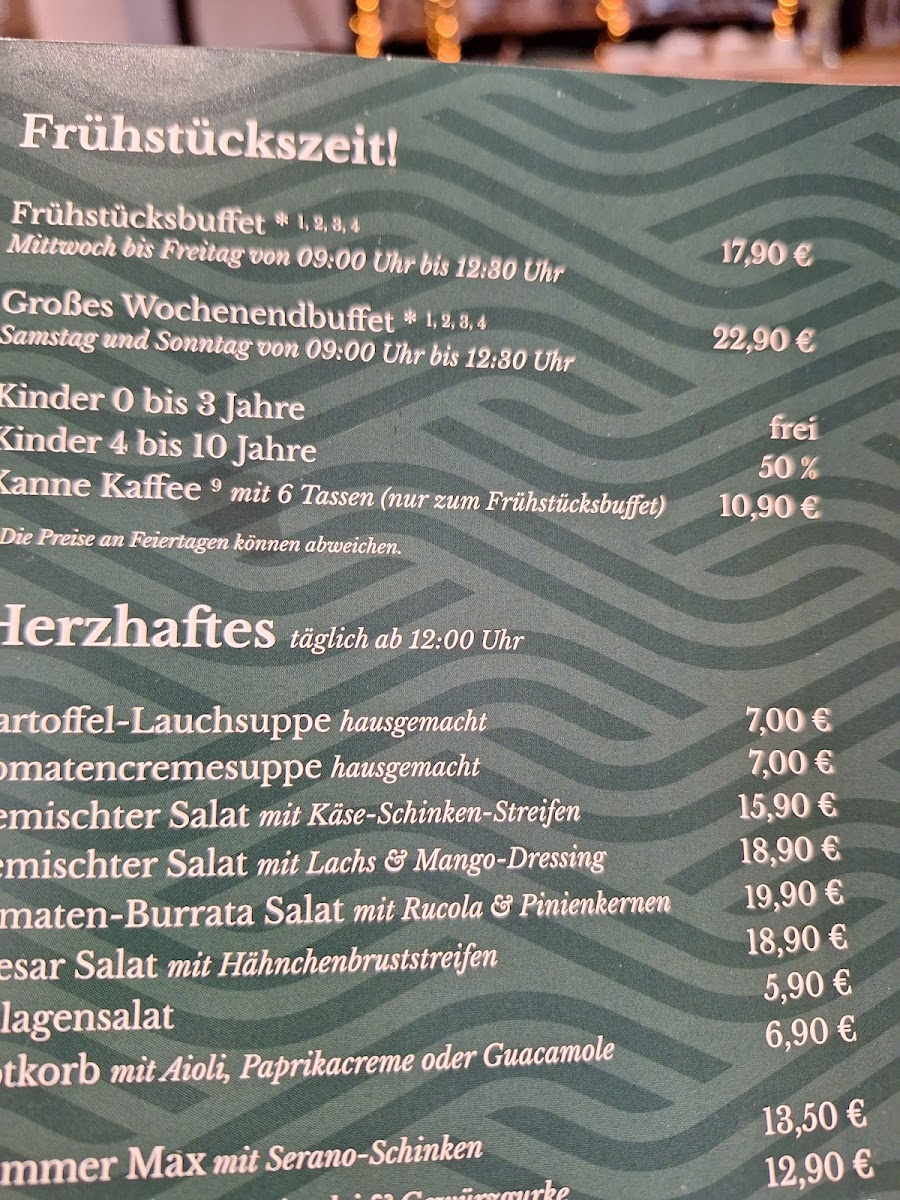 Frühstückszeit!
Frühstücksbuffet * 1, 2, 3, 4
Mittwoch bis Freitag von 09:00 Uhr bis 12:30 Uhr 17,90 €
Großes Wochenendbuffet * 1, 2, 3, 4
Samstag und Sonntag von 09:00 Uhr bis 12:30 Uhr 22,90 €
Kinder 0 bis 3 Jahre frei
Kinder 4 bis 10 Jahre 50 %
Kanne Kaffee 9 mit 6 Tassen (nur zum Frühstücksbuffet) 10,90 €
Die Preise an Feiertagen können abweichen.
Herzhaftes täglich ab 12:00 Uhr
artoffel-Lauchsuppe hausgemacht 7,00 €
omatencremesuppe hausgemacht 7,00 €
emischter Salat mit Käse-Schinken-Streifen 15,90 €
emischter Salat mit Lachs & Mango-Dressing 18,90 €
maten-Burrata Salat mit Rucola & Pinienkernen 19,90 €
esar Salat mit Hähnchenbruststreifen 18,90 €
lagensalat 5,90 €
otkorb mit Aioli, Paprikacreme oder Guacamole 6,90 €
mmer Max mit Serano-Schinken 13,50 €
& Gewürzgurke 12,90 €